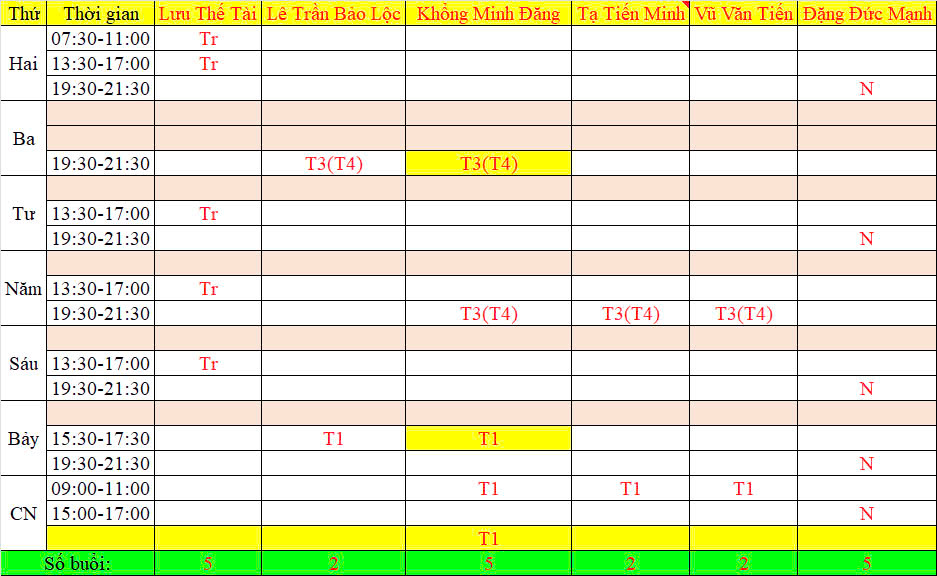 Thứ Thời gian Lưu Thế Tài Lê Trần Bảo Lộc Khổng Minh Đăng Tạ Tiến Minh Vũ Văn Tiến Đặng Đức Mạnh
07:30-11:00 Tr
Hai 13:30-17:00 Tr
19:30-21:30 N
Ba
19:30-21:30 T3(T4) T3(T4)
Tư 13:30-17:00 Tr
19:30-21:30 N
Năm 13:30-17:00 Tr
19:30-21:30 T3(T4) T3(T4) T3(T4)
Sáu 13:30-17:00 Tr
19:30-21:30 N
Bảy 15:30-17:30 T1 T1
19:30-21:30 N
09:00-11:00 T1 T1 T1
CN 15:00-17:00 N
T1
Số buổi: 5 2 5 2 2 5